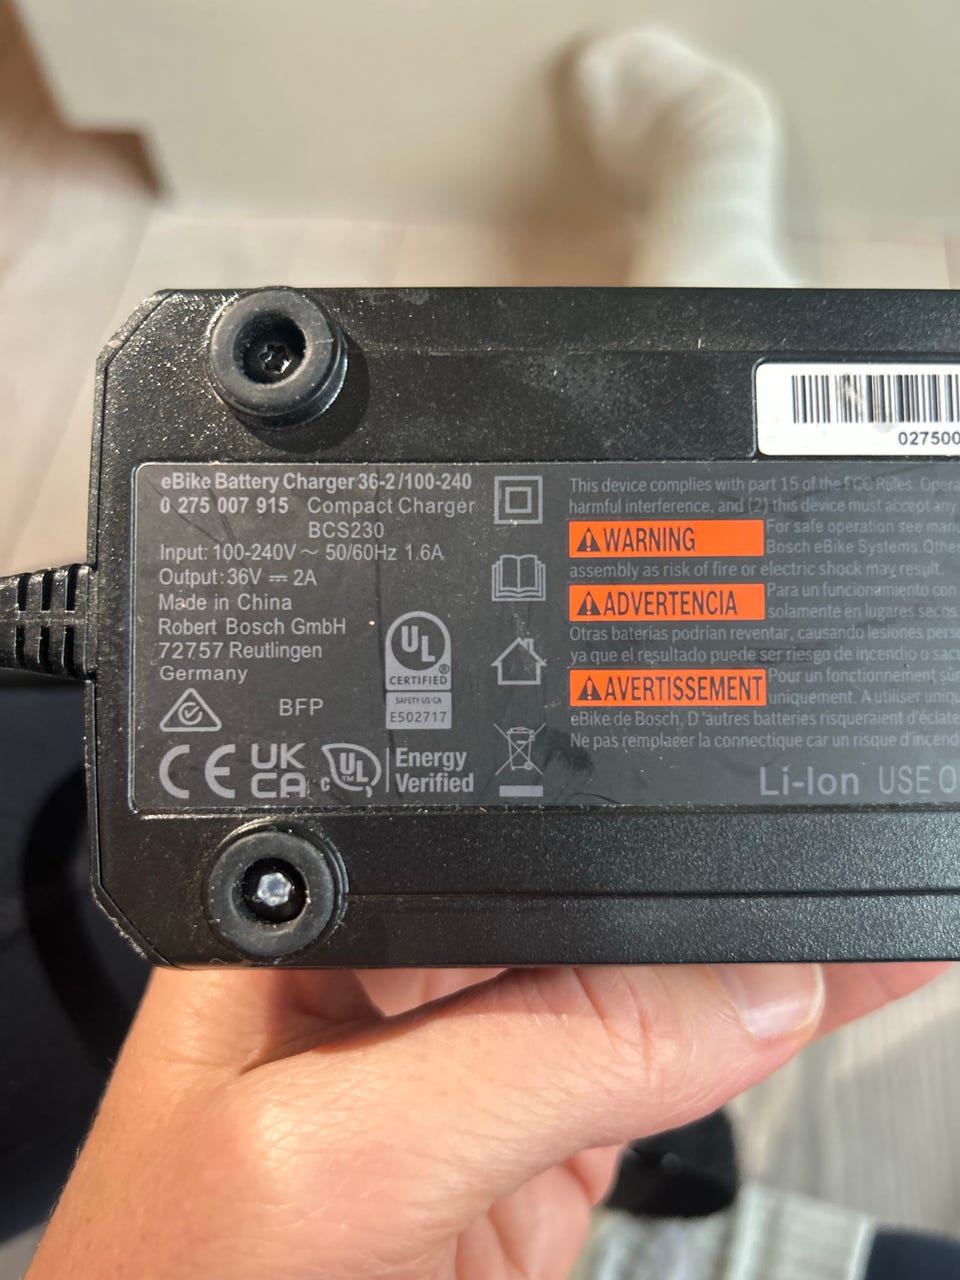 027500
eBike Battery Charger 36-2 /100-240
0 275 007 915 Compact Charger
BCS230
Input: 100-240V ~ 50/60Hz 1.6A
Output: 36V ⎓ 2A
Made in China
Robert Bosch GmbH
72757 Reutlingen
Germany
BFP
UL
®
CERTIFIED
SAFETY US-CA
E502717
CE UK CA c UL TM Energy Verified
This device complies with part 15 of the FCC Rules. Opera
harmful interference, and (2) this device must accept any
WARNING For safe operation see man
Bosch eBike Systems. Othe
assembly as risk of fire or electric shock may result.
ADVERTENCIA Para un funcionamiento con
solamente en lugares secos
Otras baterías podrían reventar, causando lesiones pers
ya que el resultado puede ser riesgo de incendio o sac
AVERTISSEMENT Pour un fonctionnement sûr
uniquement. A utiliser uniq
eBike de Bosch. D'autres batteries risqueraient d'éclate
Ne pas remplacer la connectique car un risque d'incend
Li-Ion USE O